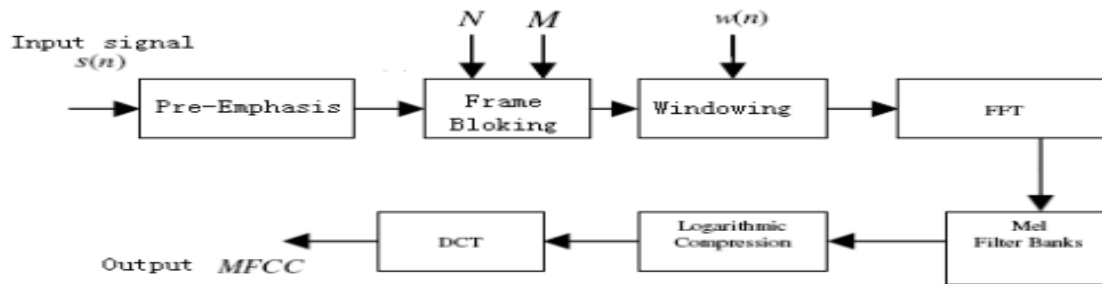 N M w(n)
Input signal
s(n)
Pre-Emphasis
Frame
Bloking
Windowing
FFT
Mel
Filter Banks
Logarithmic
Compression
DCT
Output MFCC